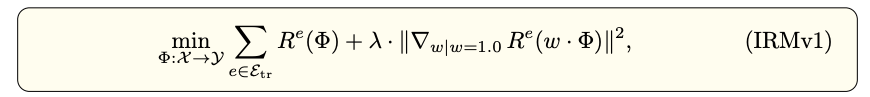 min_{Φ:𝒳→𝒴} ∑_{e∈ℰ_tr} R^e(Φ) + λ · ‖∇_{w|w=1.0} R^e(w · Φ)‖², (IRMv1)